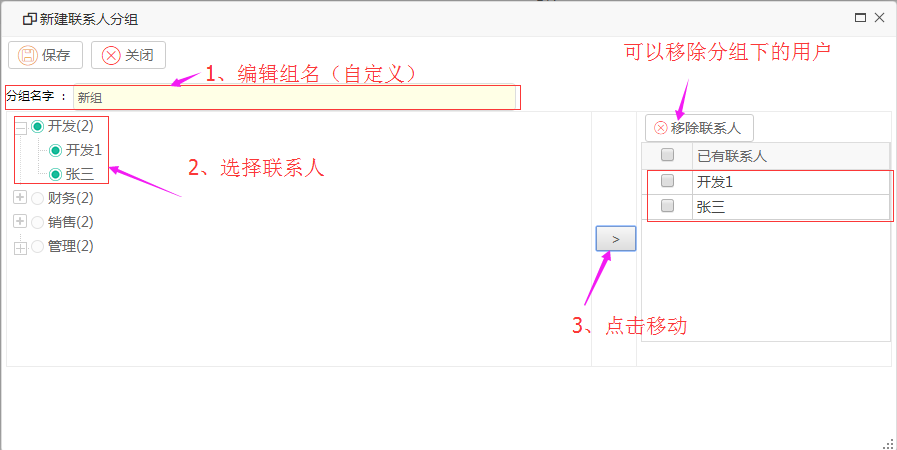 新建联系人分组
保存 关闭
可以移除分组下的用户
1、编辑组名（自定义）
分组名字 : 新组
移除联系人
开发(2)
开发1
张三
2、选择联系人
财务(2)
销售(2)
管理(2)
已有联系人
开发1
张三
>
3、点击移动